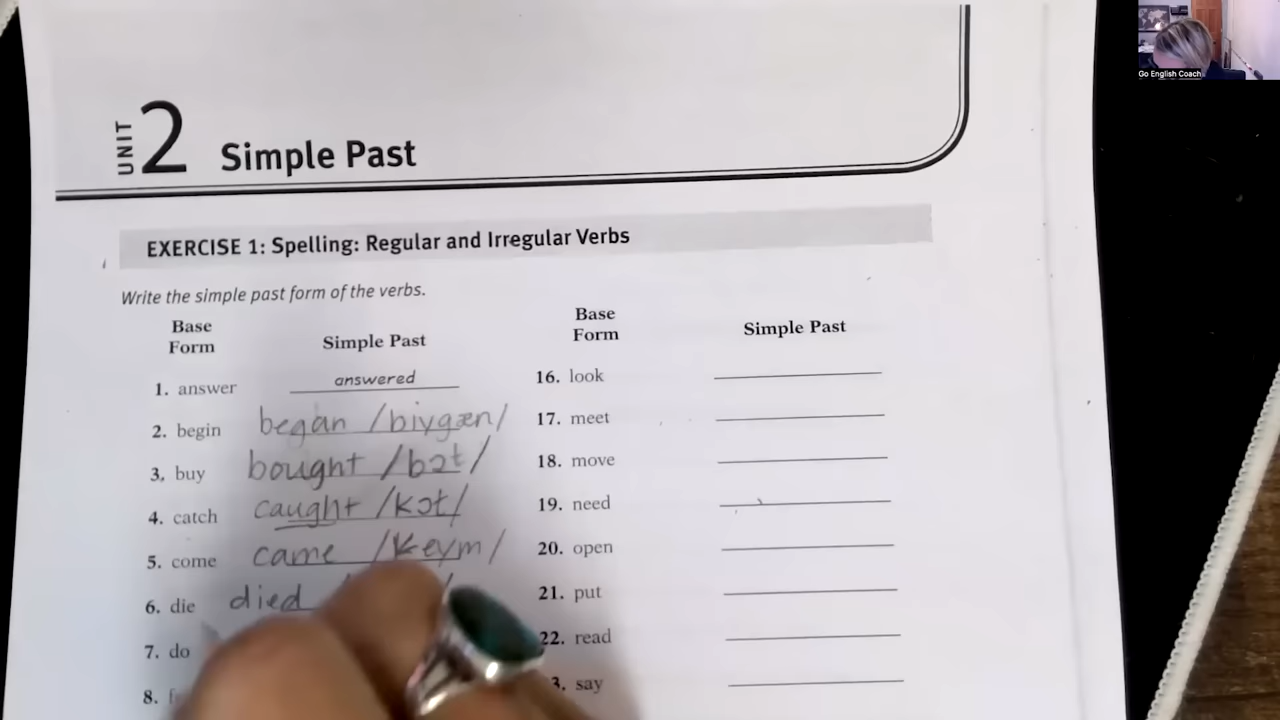 UNIT 2 Simple Past
EXERCISE 1: Spelling: Regular and Irregular Verbs
Write the simple past form of the verbs.
Base Form Simple Past
1. answer answered
2. begin began /biygæn/
3. buy bought /bɔt/
4. catch caught /kɔt/
5. come came /keym/
6. die died
7. do
8.
Base Form Simple Past
16. look
17. meet
18. move
19. need
20. open
21. put
22. read
3. say
Go English Coach